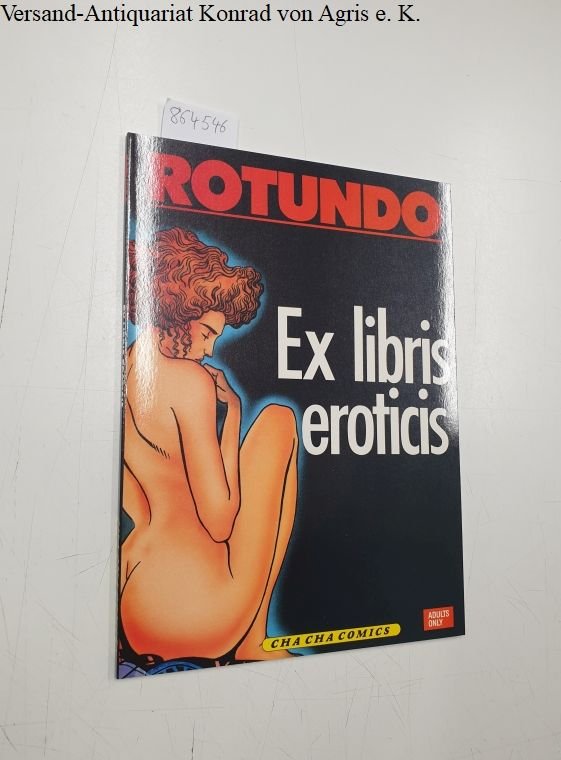 Versand-Antiquariat Konrad von Agris e. K.
864546
ROTUNDO
Ex libris
eroticis
ADULTS
ONLY
CHA CHA COMICS